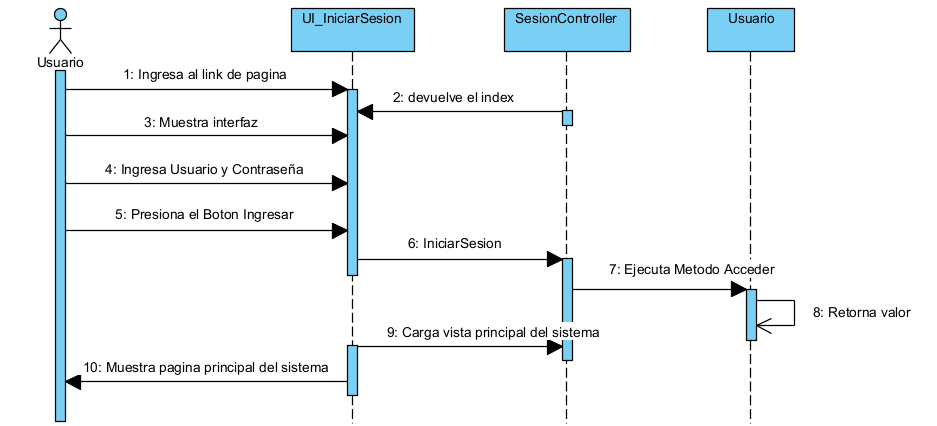 UI_IniciarSesion
SesionController
Usuario
Usuario
1: Ingresa al link de pagina
2: devuelve el index
3: Muestra interfaz
4: Ingresa Usuario y Contraseña
5: Presiona el Boton Ingresar
6: IniciarSesion
7: Ejecuta Metodo Acceder
8: Retorna valor
9: Carga vista principal del sistema
10: Muestra pagina principal del sistema